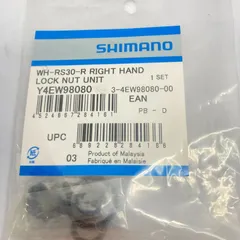 SHIMANO
WH-RS30-R RIGHT HAND
LOCK NUT UNIT
1 SET
Y4EW98080
3-4EW98080-00
EAN
PB - D
UPC
03
Product of Malaysia
Fabriqué en Malaisie